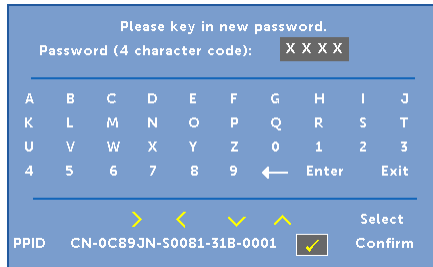 Please key in new password.
Password (4 character code): X X X X
A B C D E F G H I J
K L M N O P Q R S T
U V W X Y Z 0 1 2 3
4 5 6 7 8 9 ← Enter Exit
Select
PPID CN-0C89JN-S0081-31B-0001 ✓ Confirm